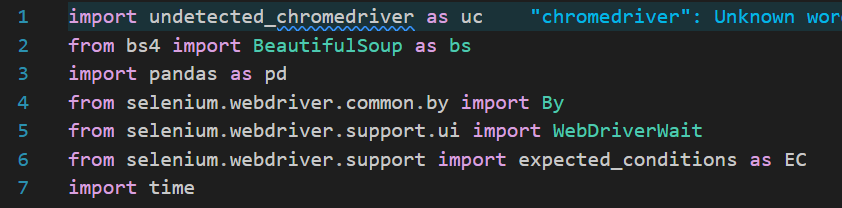 1 import undetected_chromedriver as uc "chromedriver": Unknown
2 from bs4 import BeautifulSoup as bs
3 import pandas as pd
4 from selenium.webdriver.common.by import By
5 from selenium.webdriver.support.ui import WebDriverWait
6 from selenium.webdriver.support import expected_conditions as EC
7 import time